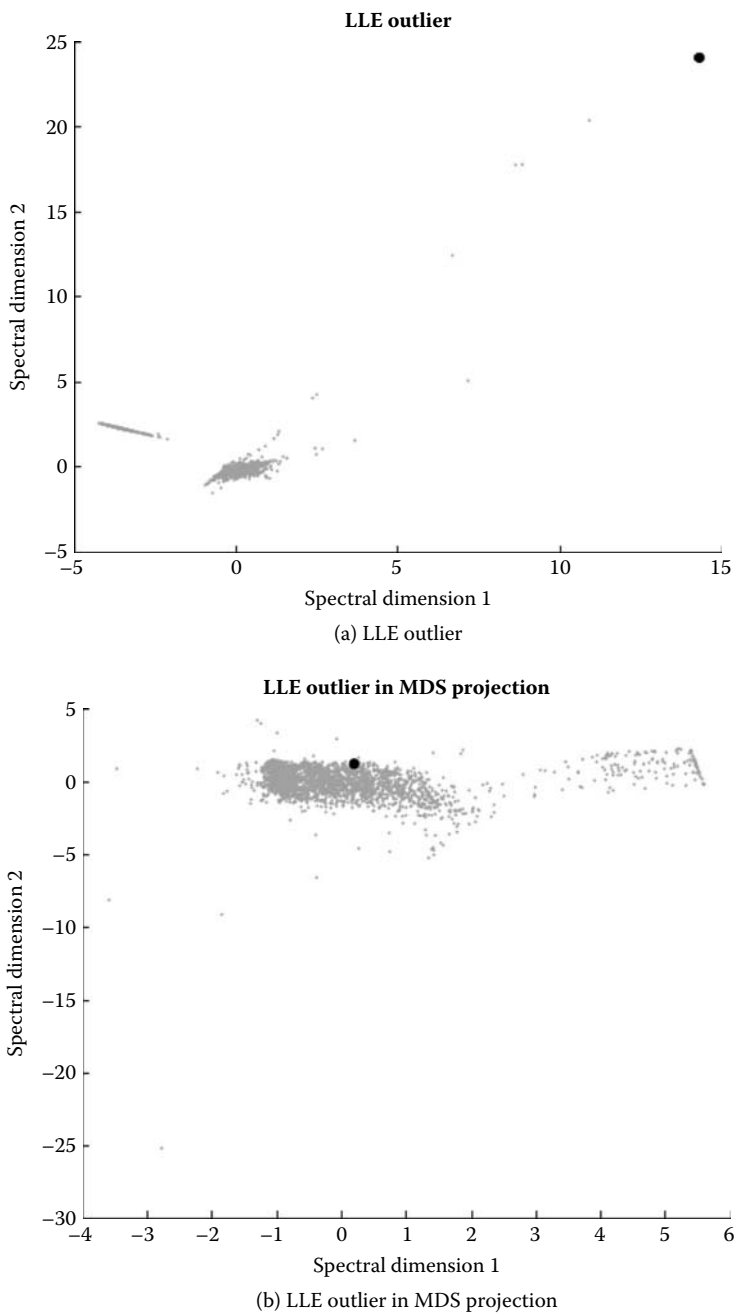 LLE outlier
25
20
15
10
5
0
−5
Spectral dimension 2
−5 0 5 10 15
Spectral dimension 1
(a) LLE outlier
LLE outlier in MDS projection
5
0
−5
−10
−15
−20
−25
−30
Spectral dimension 2
−4 −3 −2 −1 0 1 2 3 4 5 6
Spectral dimension 1
(b) LLE outlier in MDS projection